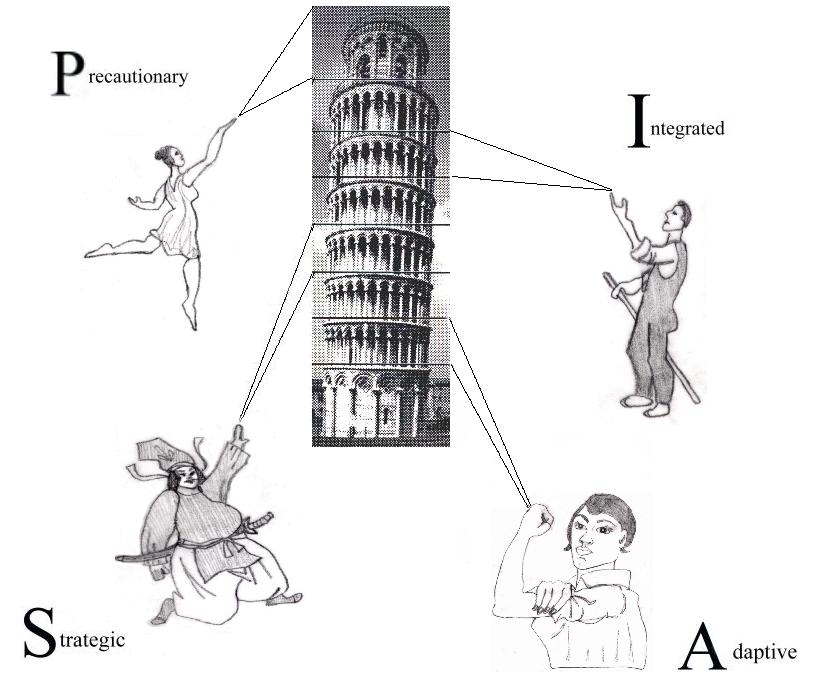 Precautionary
Integrated
Strategic
Adaptive